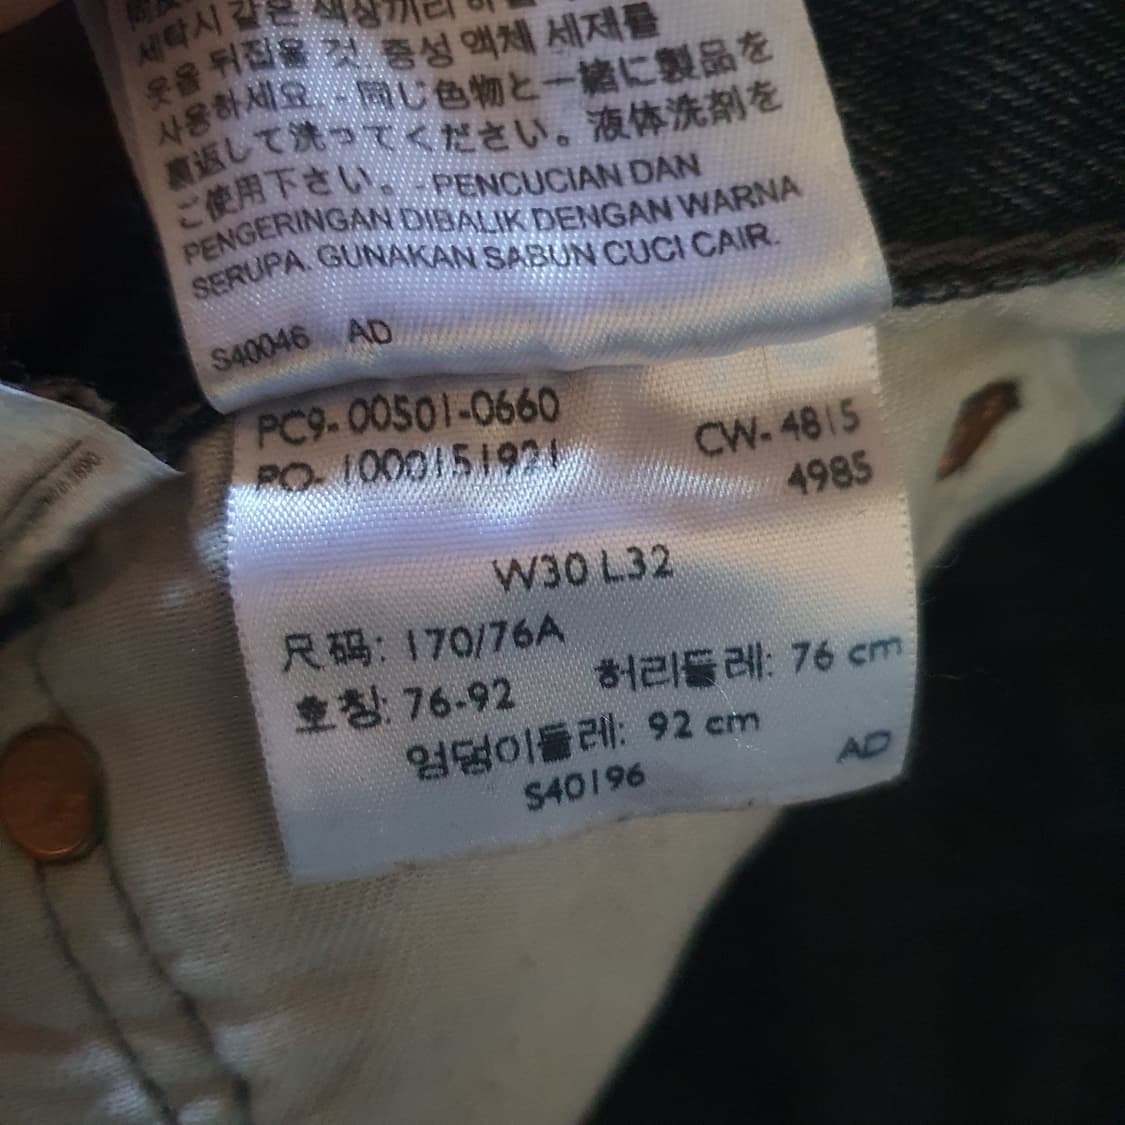 세탁시 같은 색상끼리
옷을 뒤집을 것. 중성 액체 세제를
사용하세요. - 同じ色物と一緒に製品を
裏返して洗ってください。液体洗剤を
ご使用下さい。 - PENCUCIAN DAN
PENGERINGAN DIBALIK DENGAN WARNA
SERUPA. GUNAKAN SABUN CUCI CAIR.
S40046 AD
PC9-00501-0660
CW-4815
PO- 1000151921
4985
W30 L32
尺码: 170/76A
호칭: 76-92
허리둘레: 76 cm
엉덩이둘레: 92 cm
S40196
AD